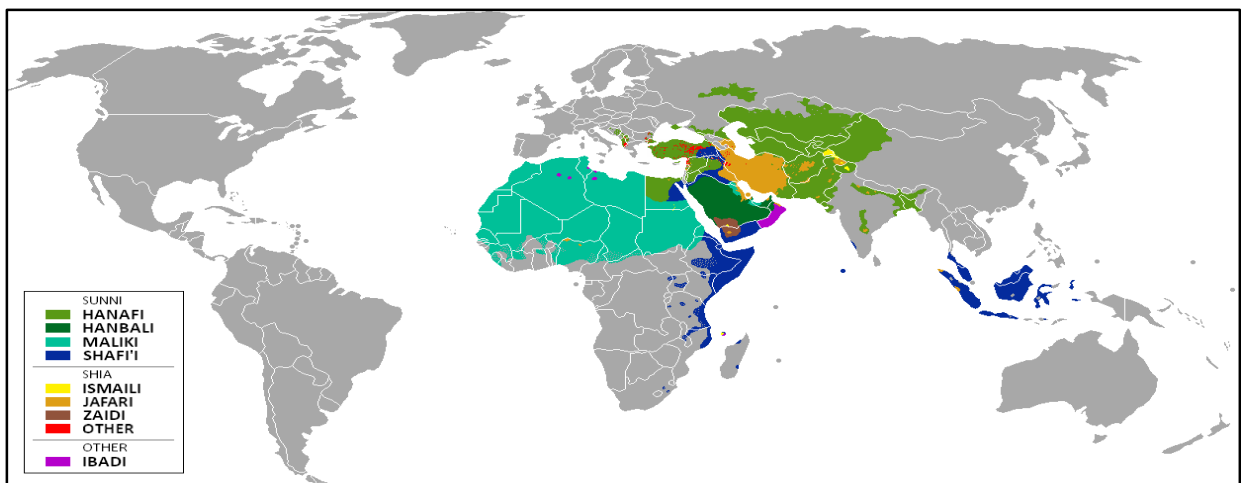 SUNNI
HANAFI
HANBALI
MALIKI
SHAFI'I
SHIA
ISMAILI
JAFARI
ZAIDI
OTHER
OTHER
IBADI